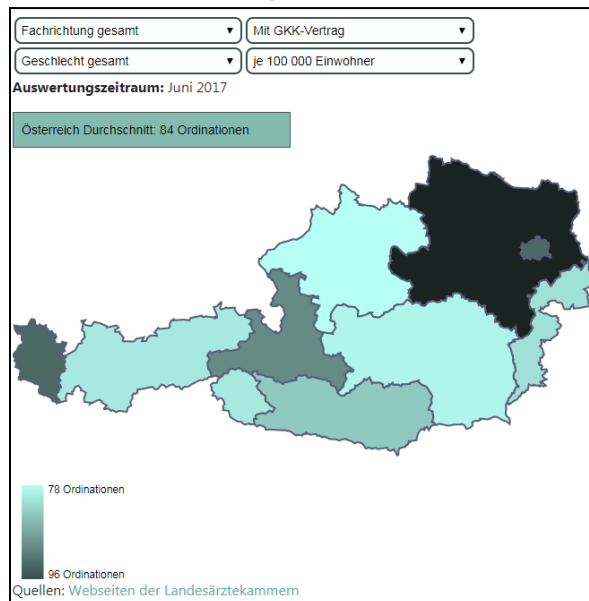 Fachrichtung gesamt
Mit GKK-Vertrag
Geschlecht gesamt
je 100 000 Einwohner
Auswertungszeitraum: Juni 2017
Österreich Durchschnitt: 84 Ordinationen
78 Ordinationen
96 Ordinationen
Quellen: Webseiten der Landesärztekammern